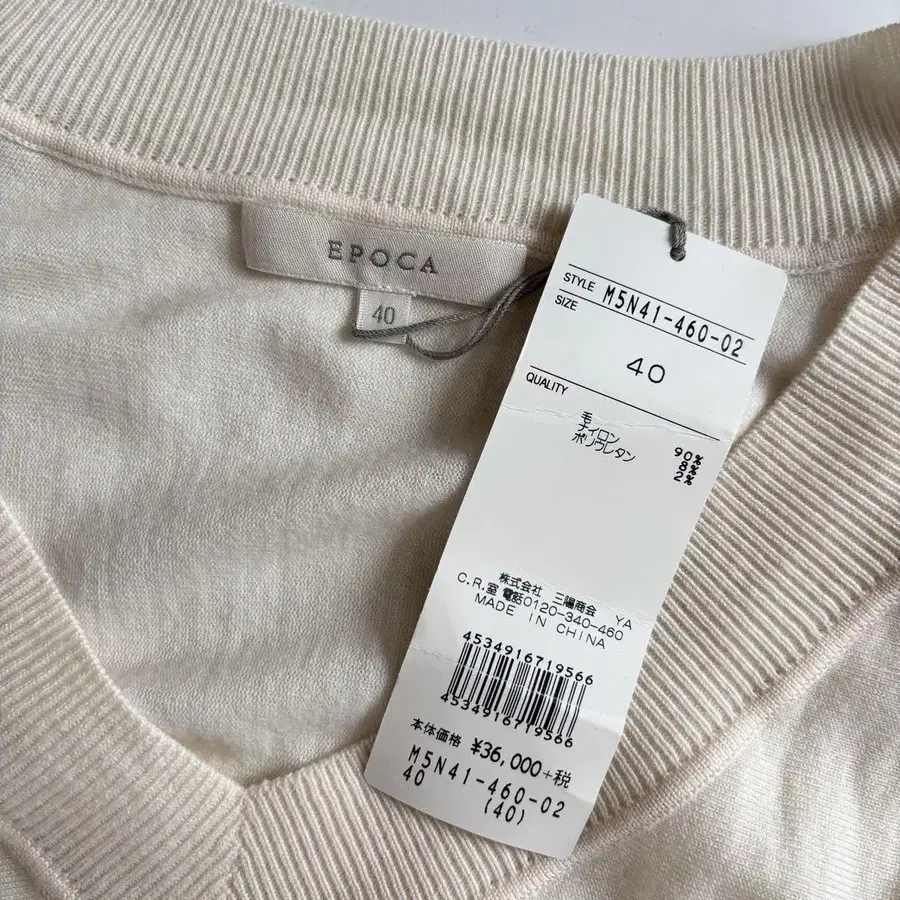 EPOCA
40
STYLE M5N41-460-02
SIZE
40
QUALITY
毛 90%
ナイロン 8%
ポリウレタン 2%
株式会社 三陽商会 YA
C.R.室 電話0120-340-460
MADE IN CHINA
4534916719566
4534916719566
本体価格 ¥36,000+税
M5N41-460-02
40 (40)